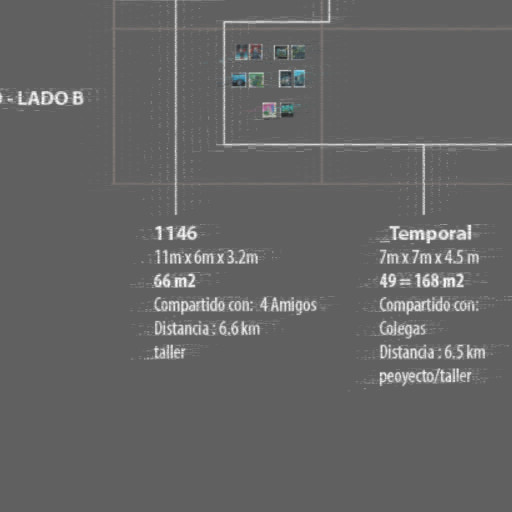 - LADO B
1146
11m x 6m x 3.2m
66 m2
Compartido con: 4 Amigos
Distancia : 6.6 km
taller
_Temporal
7m x 7m x 4.5 m
49 = 168 m2
Compartido con:
Colegas
Distancia : 6.5 km
peoyecto/taller